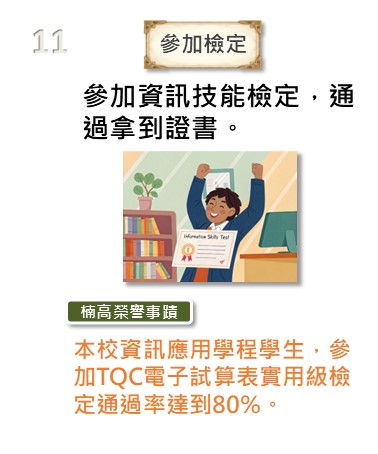 11
參加檢定
參加資訊技能檢定，通
過拿到證書。
Information Skills Test
楠高榮譽事蹟
本校資訊應用學程學生，參
加TQC電子試算表實用級檢
定通過率達到80%。